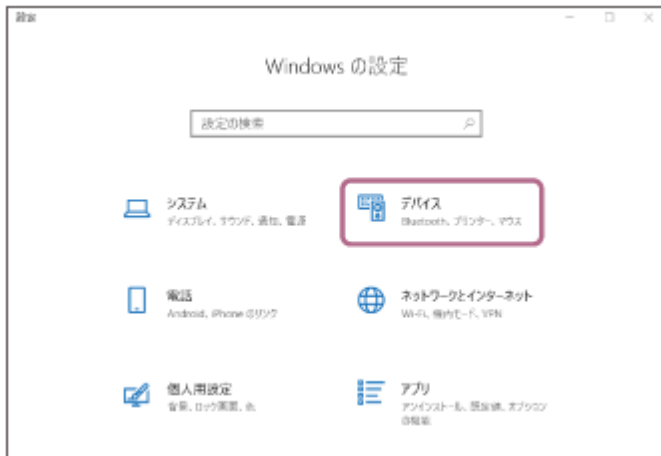 設定
Windows の設定
設定の検索
システム
ディスプレイ、サウンド、通知、電源
デバイス
Bluetooth、プリンター、マウス
電話
Android、iPhone のリンク
ネットワークとインターネット
Wi-Fi、機内モード、VPN
個人用設定
背景、ロック画面、色
アプリ
アンインストール、既定値、オプション
の機能